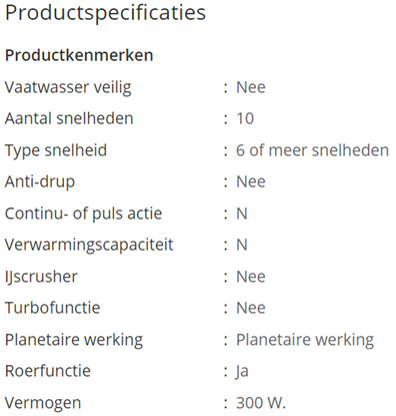 Productspecificaties
Productkenmerken
Vaatwasser veilig : Nee
Aantal snelheden : 10
Type snelheid : 6 of meer snelheden
Anti-drup : Nee
Continu- of puls actie : N
Verwarmingscapaciteit : N
IJscrusher : Nee
Turbofunctie : Nee
Planetaire werking : Planetaire werking
Roerfunctie : Ja
Vermogen : 300 W.